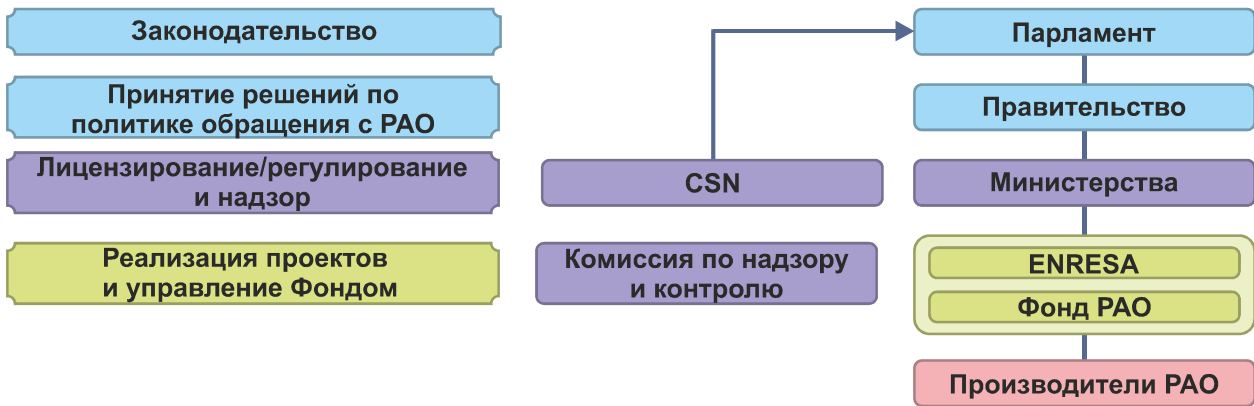 Законодательство
Парламент
Принятие решений по
политике обращения с РАО
Правительство
Лицензирование/регулирование
и надзор
CSN
Министерства
Реализация проектов
и управление Фондом
Комиссия по надзору
и контролю
ENRESA
Фонд РАО
Производители РАО